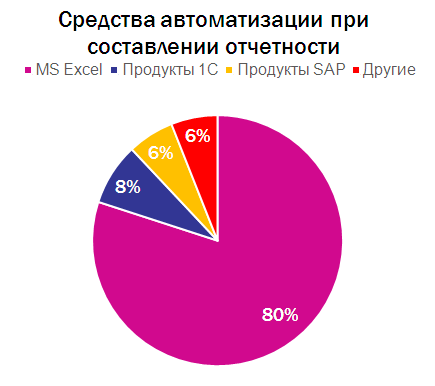 Средства автоматизации при
составлении отчетности
MS Excel Продукты 1С Продукты SAP Другие
6%
6%
8%
80%